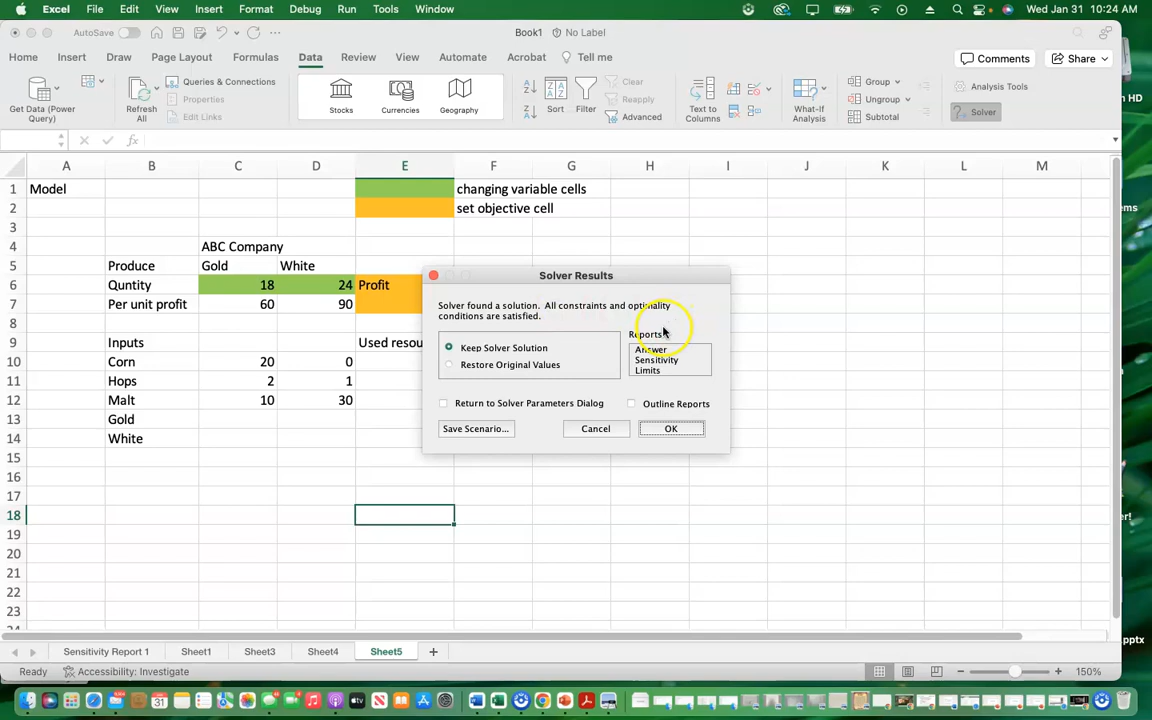 Excel File Edit View Insert Format Debug Run Tools Data Window Wed Jan 31 10:24 AM
AutoSave Book1 No Label
Home Insert Draw Page Layout Formulas Data Review View Automate Acrobat Tell me Comments Share
Get Data (Power Query) Refresh All Queries & Connections Properties Edit Links Stocks Currencies Geography Sort Filter Clear Reapply Advanced Text to Columns What-If Analysis Group Ungroup Subtotal Analysis Tools Solver
fx
A B C D E F G H I J K L M
1 Model changing variable cells
2 set objective cell
3
4 ABC Company
5 Produce Gold White
6 Quntity 18 24 Profit
7 Per unit profit 60 90
8
9 Inputs Used resou
10 Corn 20 0
11 Hops 2 1
12 Malt 10 30
13 Gold
14 White
15
16
17
18
19
20
21
22
23
Solver Results
Solver found a solution. All constraints and optimality
conditions are satisfied.
Reports
Keep Solver Solution
Restore Original Values
Answer
Sensitivity
Limits
Return to Solver Parameters Dialog Outline Reports
Save Scenario... Cancel OK
Sensitivity Report 1 Sheet1 Sheet3 Sheet4 Sheet5 +
Ready Accessibility: Investigate 150%